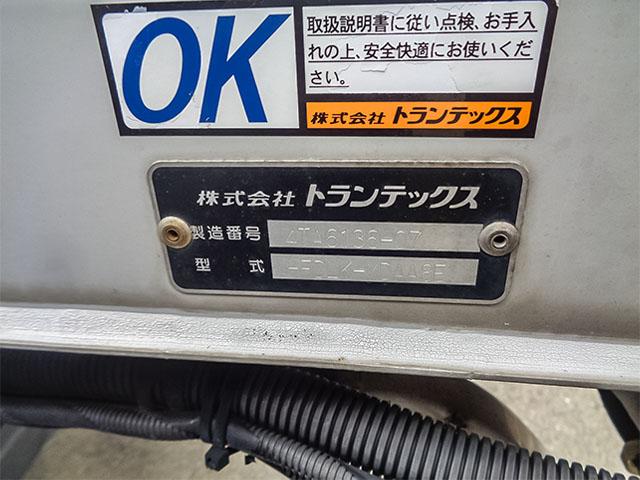 OK
取扱説明書に従い点検、お手入
れの上、安全快適にお使いくだ
さい。
株式会社 トランテックス
株式会社 トランテックス
製造番号
型 式